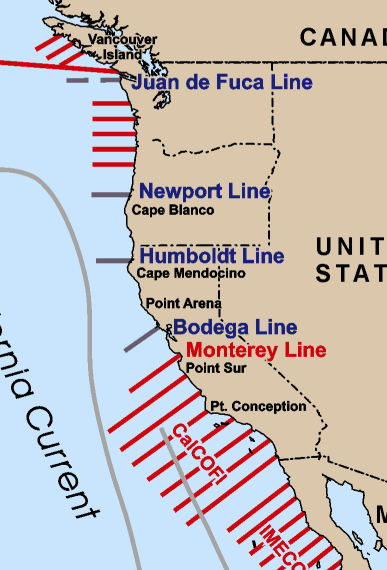 Vancouver
Island
CANAD
Juan de Fuca Line
Newport Line
Cape Blanco
Humboldt Line
Cape Mendocino
UNIT
STAT
Point Arena
Bodega Line
Monterey Line
Point Sur
Pt. Conception
rnia Current
CalCOFI
IMECO
M